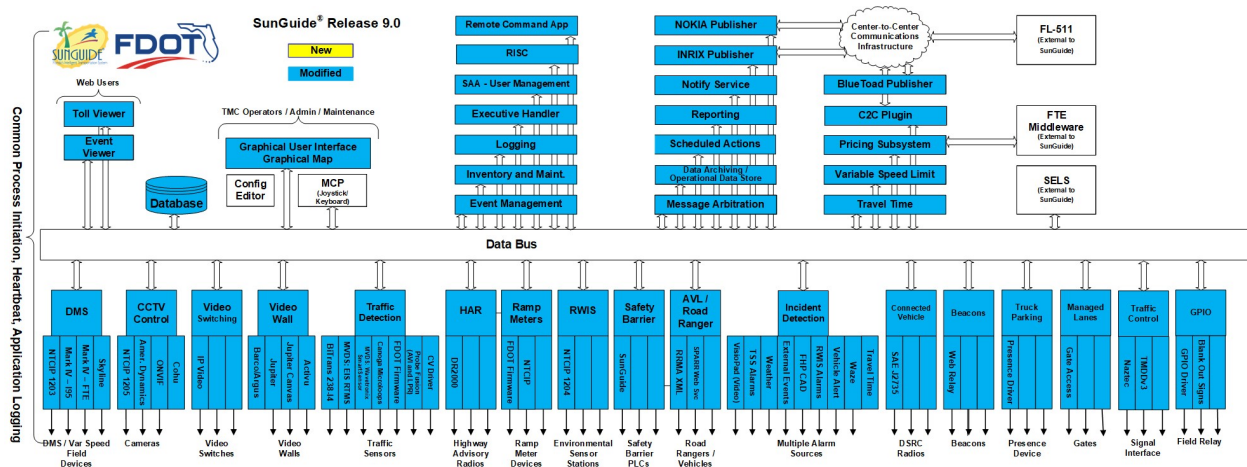 SunGuide® Release 9.0
SUNGUIDE
FDOT
New
Modified
Web Users
Toll Viewer
Event
Viewer
TMC Operators / Admin / Maintenance
Graphical User Interface
Graphical Map
Config
Editor
MCP
(Joystick/
Keyboard)
Database
Remote Command App
RISC
SAA - User Management
Executive Handler
Logging
Inventory and Maint.
Event Management
NOKIA Publisher
INRIX Publisher
Notify Service
Reporting
Scheduled Actions
Data Archiving /
Operational Data Store
Message Arbitration
Center-to-Center
Communications
Infrastructure
BlueToad Publisher
C2C Plugin
Pricing Subsystem
Variable Speed Limit
Travel Time
FL-511
(External to
SunGuide)
FTE
Middleware
(External to
SunGuide)
SELS
(External to
SunGuide)
Common Process Initiation, Heartbeat, Application Logging
Data Bus
DMS
NTCIP 1203
Mark IV – I95
Mark IV - FTE
Skyline
DMS / Var Speed
Field
Devices
CCTV
Control
NTCIP 1205
Amer. Dynamics
ONVIF
Cohu
Cameras
Video
Switching
IP Video
Video
Switches
Video
Wall
Barco/Argus
Jupiter
Jupiter Canvas
Activu
Video
Walls
Traffic
Detection
BiTrans 238 I4
MVDS: EIS RTMS
MVDS: Wavetronix
Smartsensor
Canoga Microloops
FDOT Firmware
Probe Fusion
(AVI and LPR)
CV Driver
Traffic
Sensors
HAR
DR2000
Highway
Advisory
Radios
Ramp
Meters
FDOT Firmware
NTCIP
Ramp
Meter Devices
RWIS
NTCIP 1204
Environmental
Sensor
Stations
Safety
Barrier
SunGuide
Safety
Barrier
PLCs
AVL /
Road
Ranger
RRMA XML
SPARR Web Svc
Road
Rangers /
Vehicles
Incident
Detection
VisioPad (Video)
TSS Alarms
Weather
External Events
FHP CAD
RWIS Alarms
Vehicle Alert
Waze
Travel Time
Multiple Alarm
Sources
Connected
Vehicle
SAE J2735
DSRC
Radios
Beacons
Web Relay
Beacons
Truck
Parking
Presence Driver
Presence
Device
Managed
Lanes
Gate Access
Gates
Traffic
Control
Naztec
TMDDv3
Signal
Interface
GPIO
GPIO Driver
Blank Out Signs
Field Relay